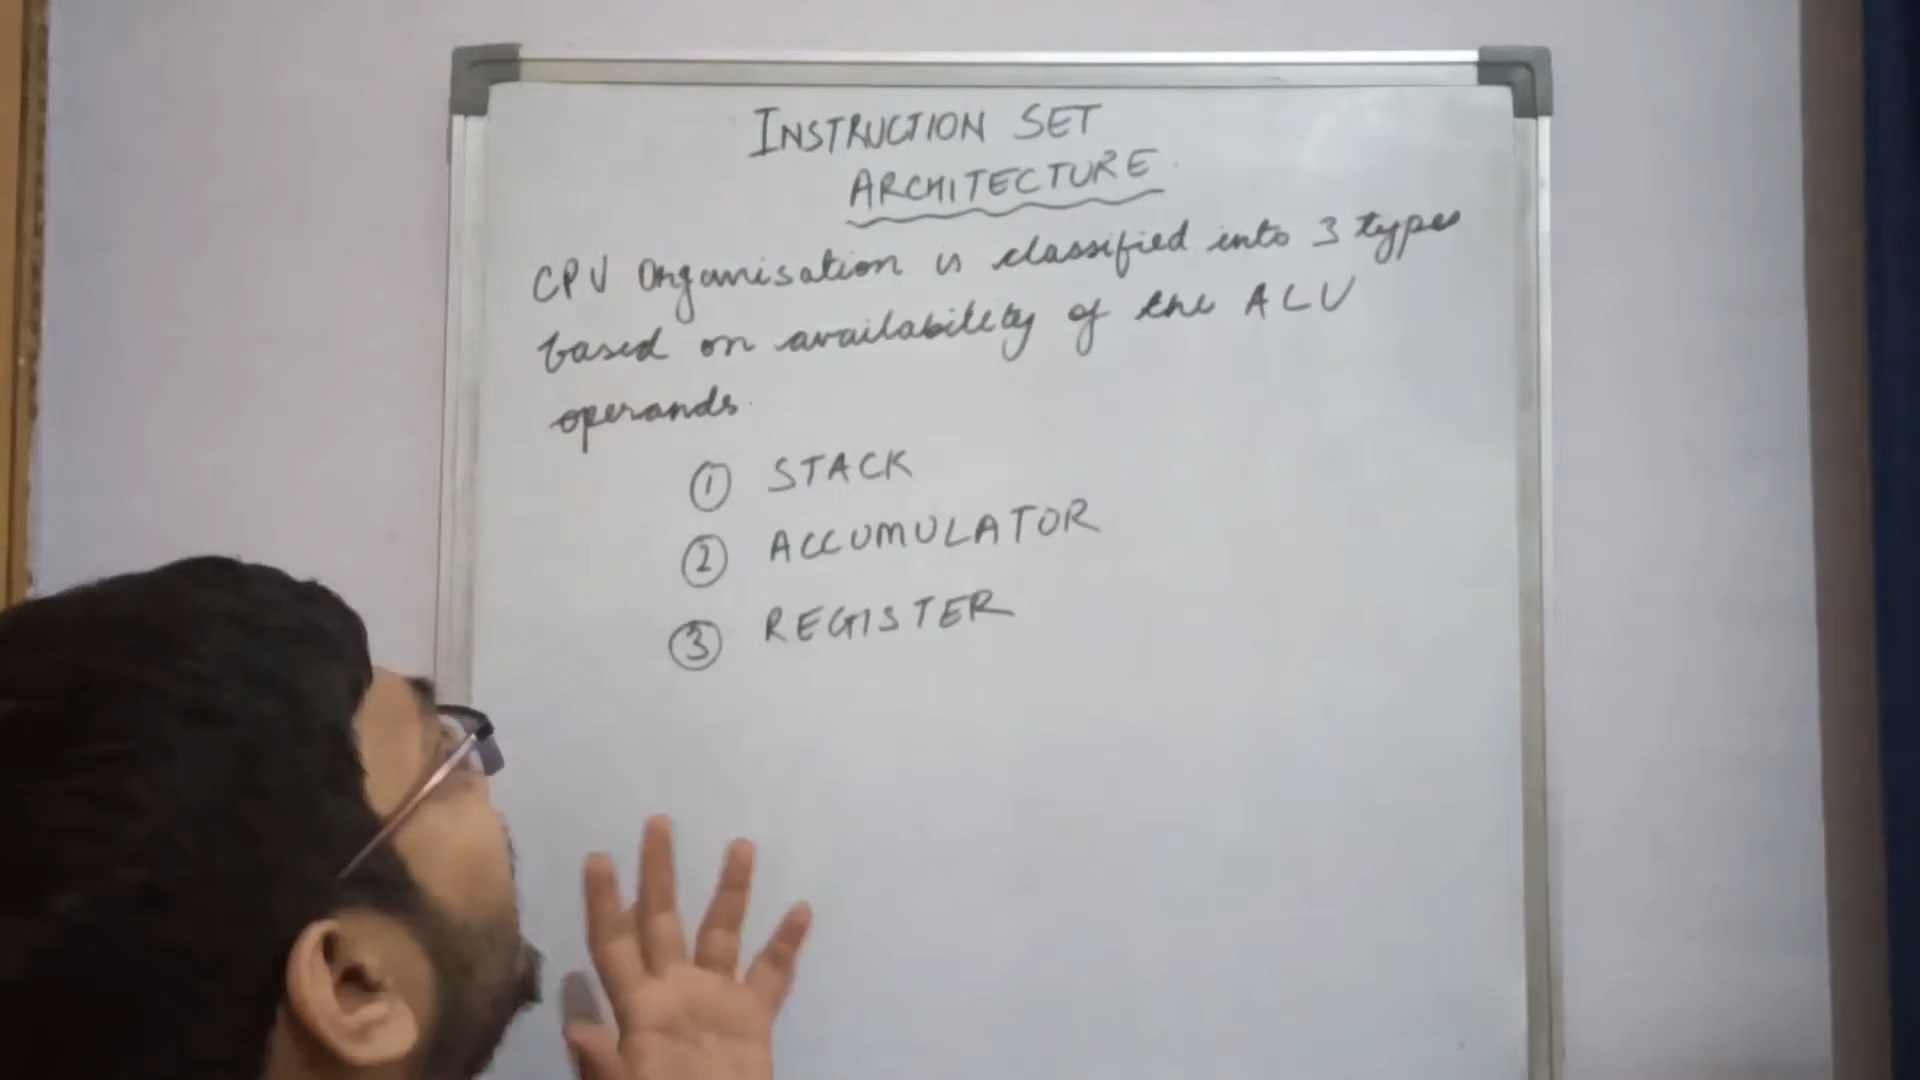 INSTRUCTION SET
ARCHITECTURE.
CPU Organisation is classified into 3 types
based on availability of the ALU
operands.
① STACK
② ACCUMULATOR
③ REGISTER